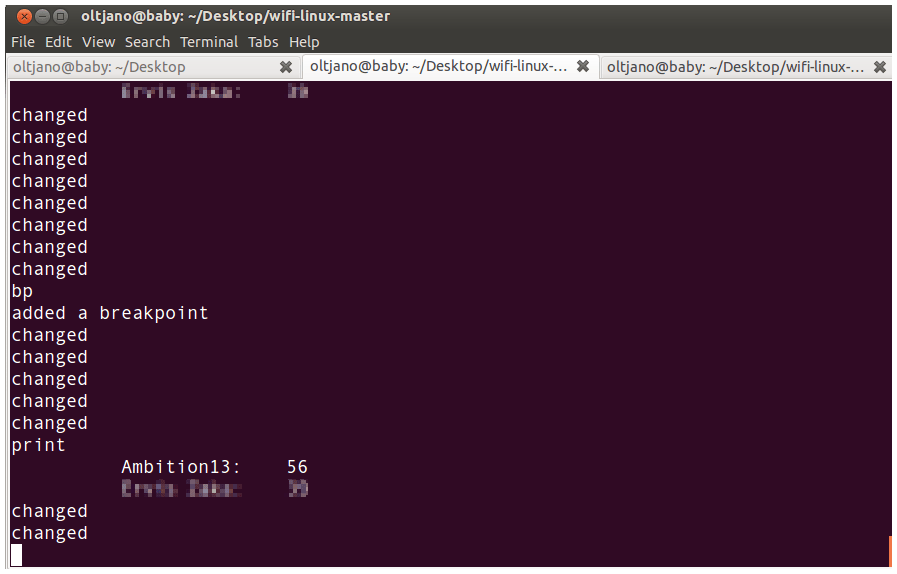 oltjano@baby: ~/Desktop/wifi-linux-master
File Edit View Search Terminal Tabs Help
oltjano@baby: ~/Desktop oltjano@baby: ~/Desktop/wifi-linux-... oltjano@baby: ~/Desktop/wifi-linux-...
changed
changed
changed
changed
changed
changed
changed
changed
bp
added a breakpoint
changed
changed
changed
changed
changed
print
Ambition13: 56
changed
changed